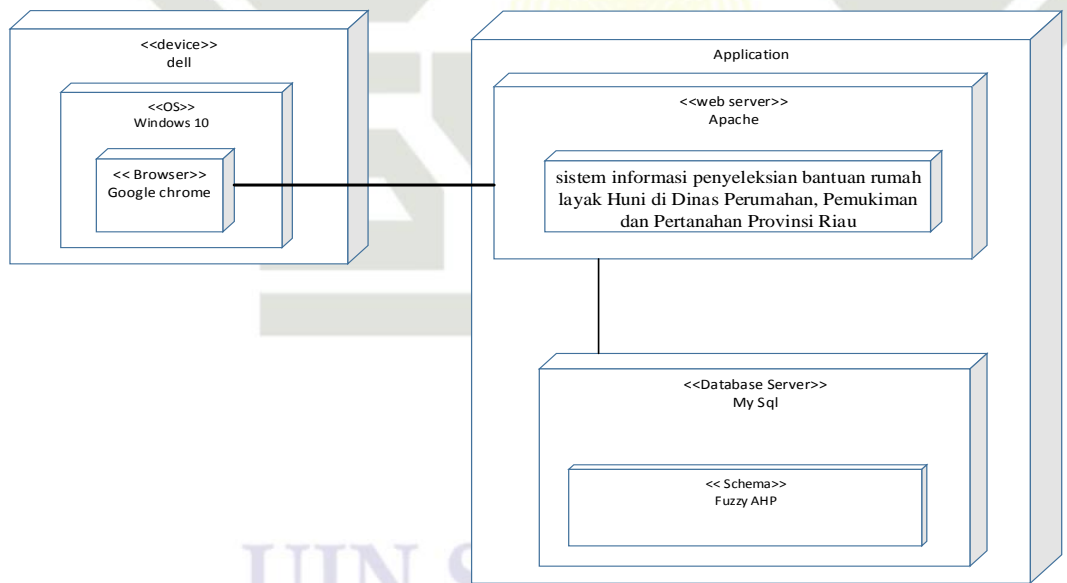 <<device>>
dell
<<OS>>
Windows 10
<< Browser>>
Google chrome
Application
<<web server>>
Apache
sistem informasi penyeleksian bantuan rumah
layak Huni di Dinas Perumahan, Pemukiman
dan Pertanahan Provinsi Riau
<<Database Server>>
My Sql
<< Schema>>
Fuzzy AHP
UIN S